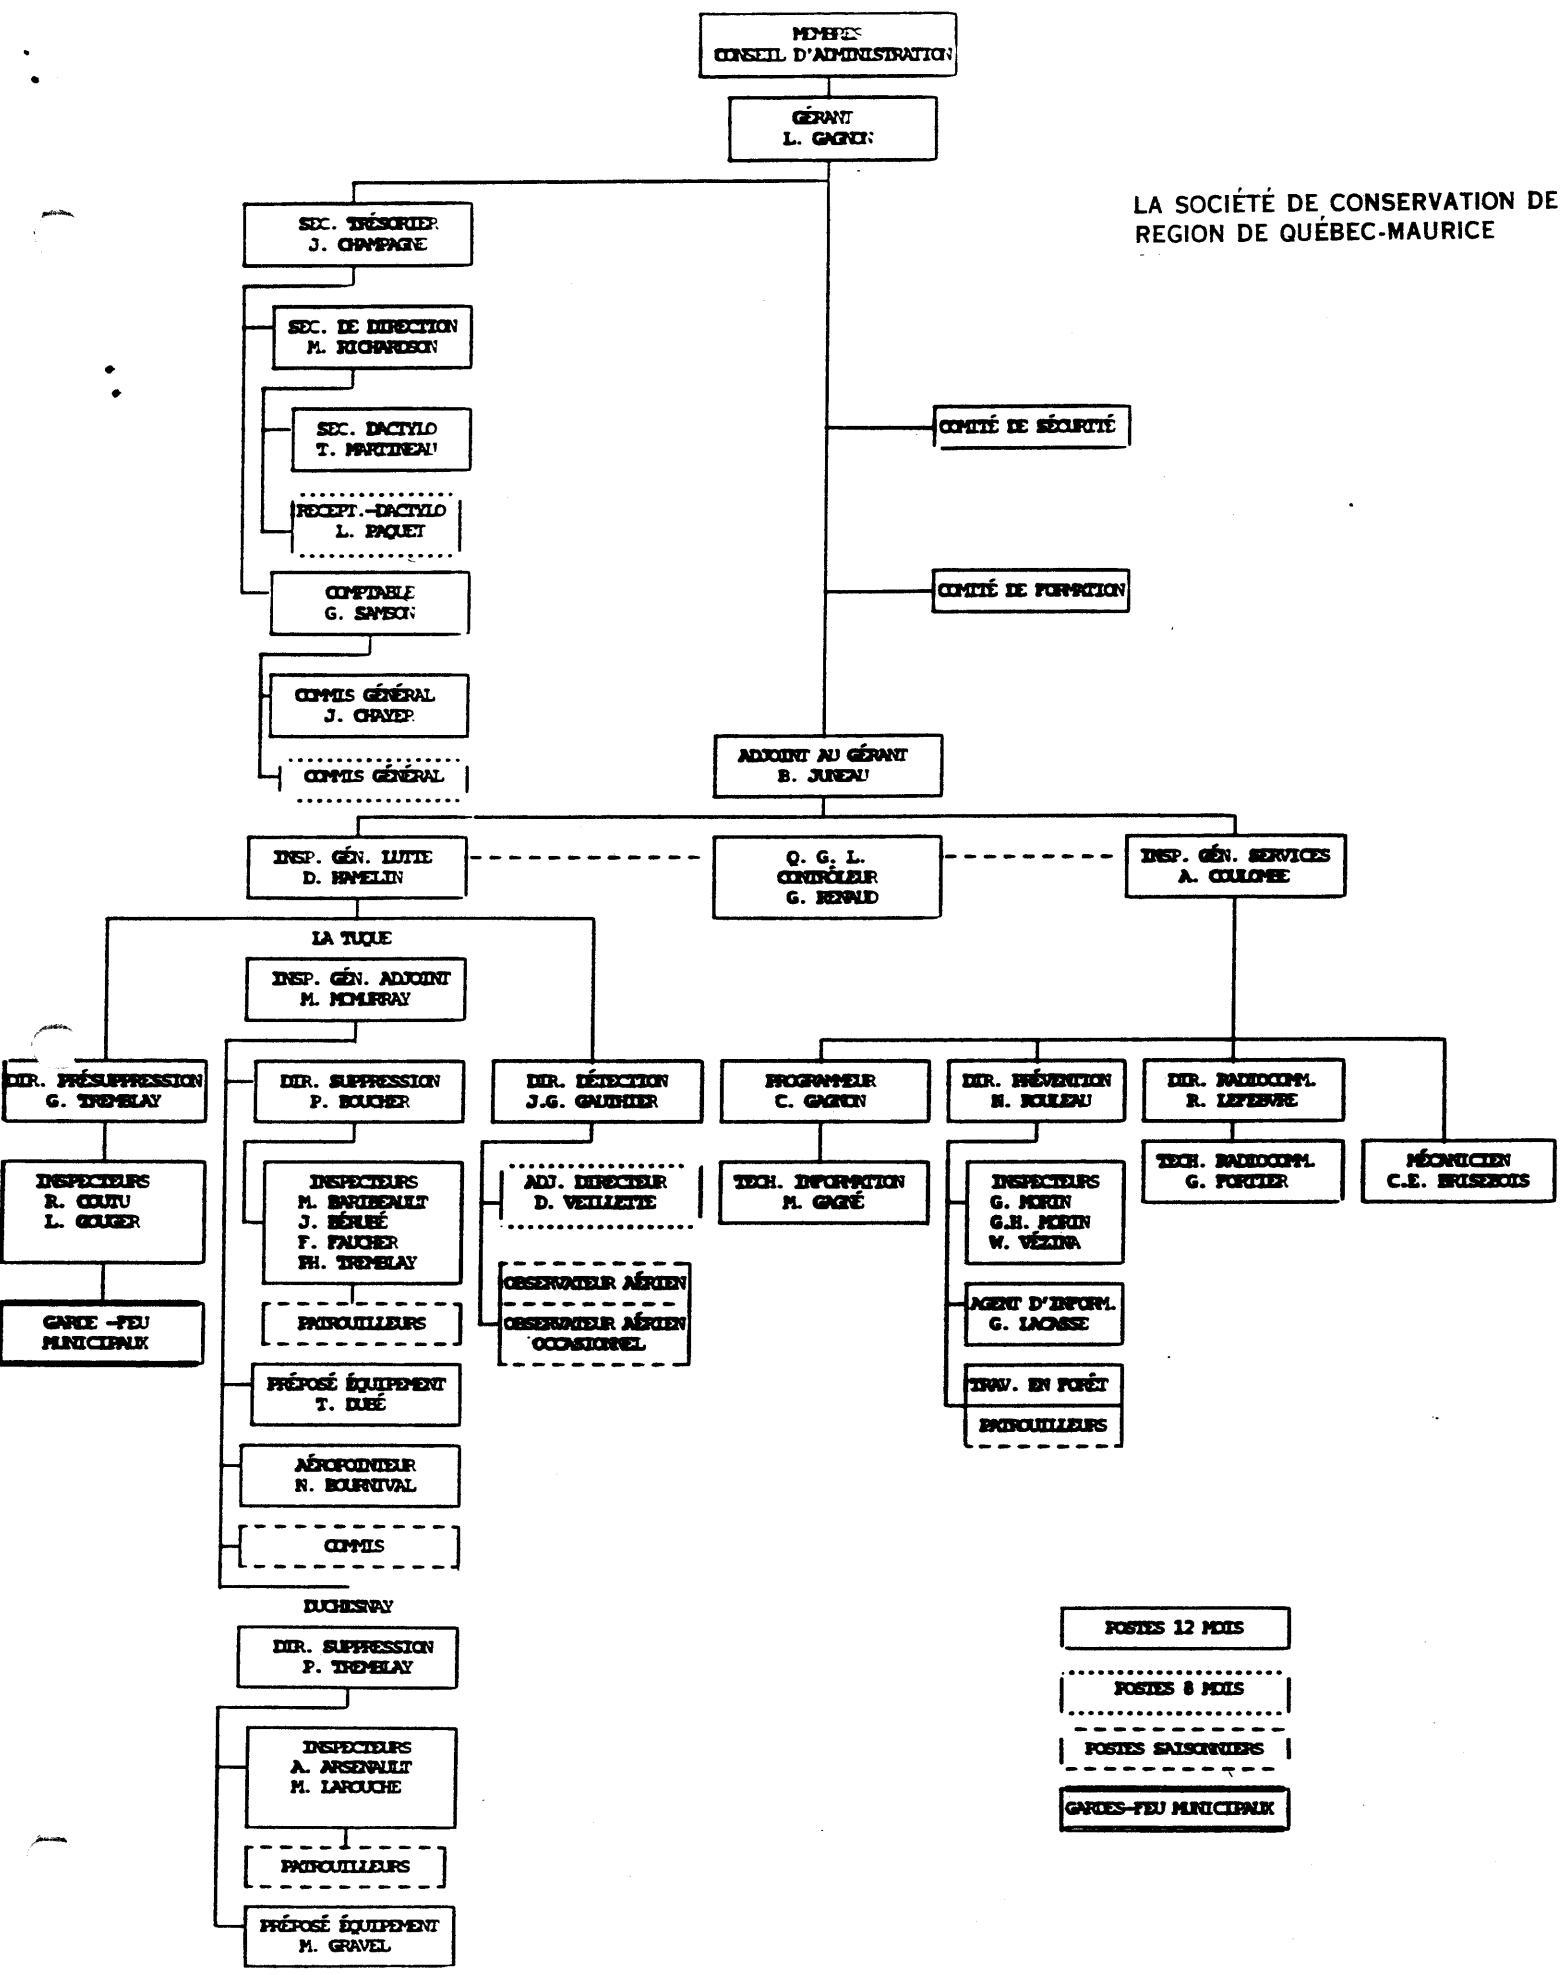 MEMBRES
CONSEIL D'ADMINISTRATION
GÉRANT
L. GAGNON
LA SOCIÉTÉ DE CONSERVATION DE
REGION DE QUÉBEC-MAURICE
SEC. TRÉSORIER
J. CHAMPAGNE
SEC. DE DIRECTION
M. RICHARDSON
SEC. DACTYLO
T. MARTINEAU
COMITÉ DE SÉCURITÉ
RECEPT.-DACTYLO
L. PAQUET
COMPTABLE
G. SAMSON
COMITÉ DE FORMATION
COMMIS GÉNÉRAL
J. CHAYER
COMMIS GÉNÉRAL
ADJOINT AU GÉRANT
B. JUNEAU
INSP. GÉN. LUTTE
D. HAMELIN
Q. G. L.
CONTRÔLEUR
G. RENAUD
INSP. GÉN. SERVICES
A. COULOMBE
LA TUQUE
INSP. GÉN. ADJOINT
M. MCMURRAY
DIR. PRÉSUPPRESSION
G. TREMBLAY
DIR. SUPPRESSION
P. BOUCHER
DIR. DÉTECTION
J.G. GAUTHIER
PROGRAMMEUR
C. GAGNON
DIR. PRÉVENTION
N. ROULEAU
DIR. RADIOCOMM.
R. LEFEBVRE
INSPECTEURS
R. COUTU
L. GOUGER
INSPECTEURS
M. BARIBEAULT
J. BÉRUBÉ
F. FAUCHER
PH. TREMBLAY
ADJ. DIRECTEUR
D. VEILLETTE
TECH. INFORMATION
M. GAGNÉ
INSPECTEURS
G. MORIN
G.H. MORIN
W. VÉZINA
TECH. RADIOCOMM.
G. FORTIER
MÉCANICIEN
C.E. BRISEBOIS
GARDE -FEU
MUNICIPAUX
PATROUILLEURS
OBSERVATEUR AÉRIEN
OBSERVATEUR AÉRIEN
OCCASIONNEL
AGENT D'INFORM.
G. LACASSE
PRÉPOSÉ ÉQUIPEMENT
T. DUBÉ
TRAV. EN FORÊT
PATROUILLEURS
AÉROPOINTEUR
N. BOURNIVAL
COMMIS
DUCHESNAY
DIR. SUPPRESSION
P. TREMBLAY
INSPECTEURS
A. ARSENAULT
M. LAROUCHE
PATROUILLEURS
PRÉPOSÉ ÉQUIPEMENT
M. GRAVEL
POSTES 12 MOIS
POSTES 8 MOIS
POSTES SAISONNIERS
GARDES-FEU MUNICIPAUX